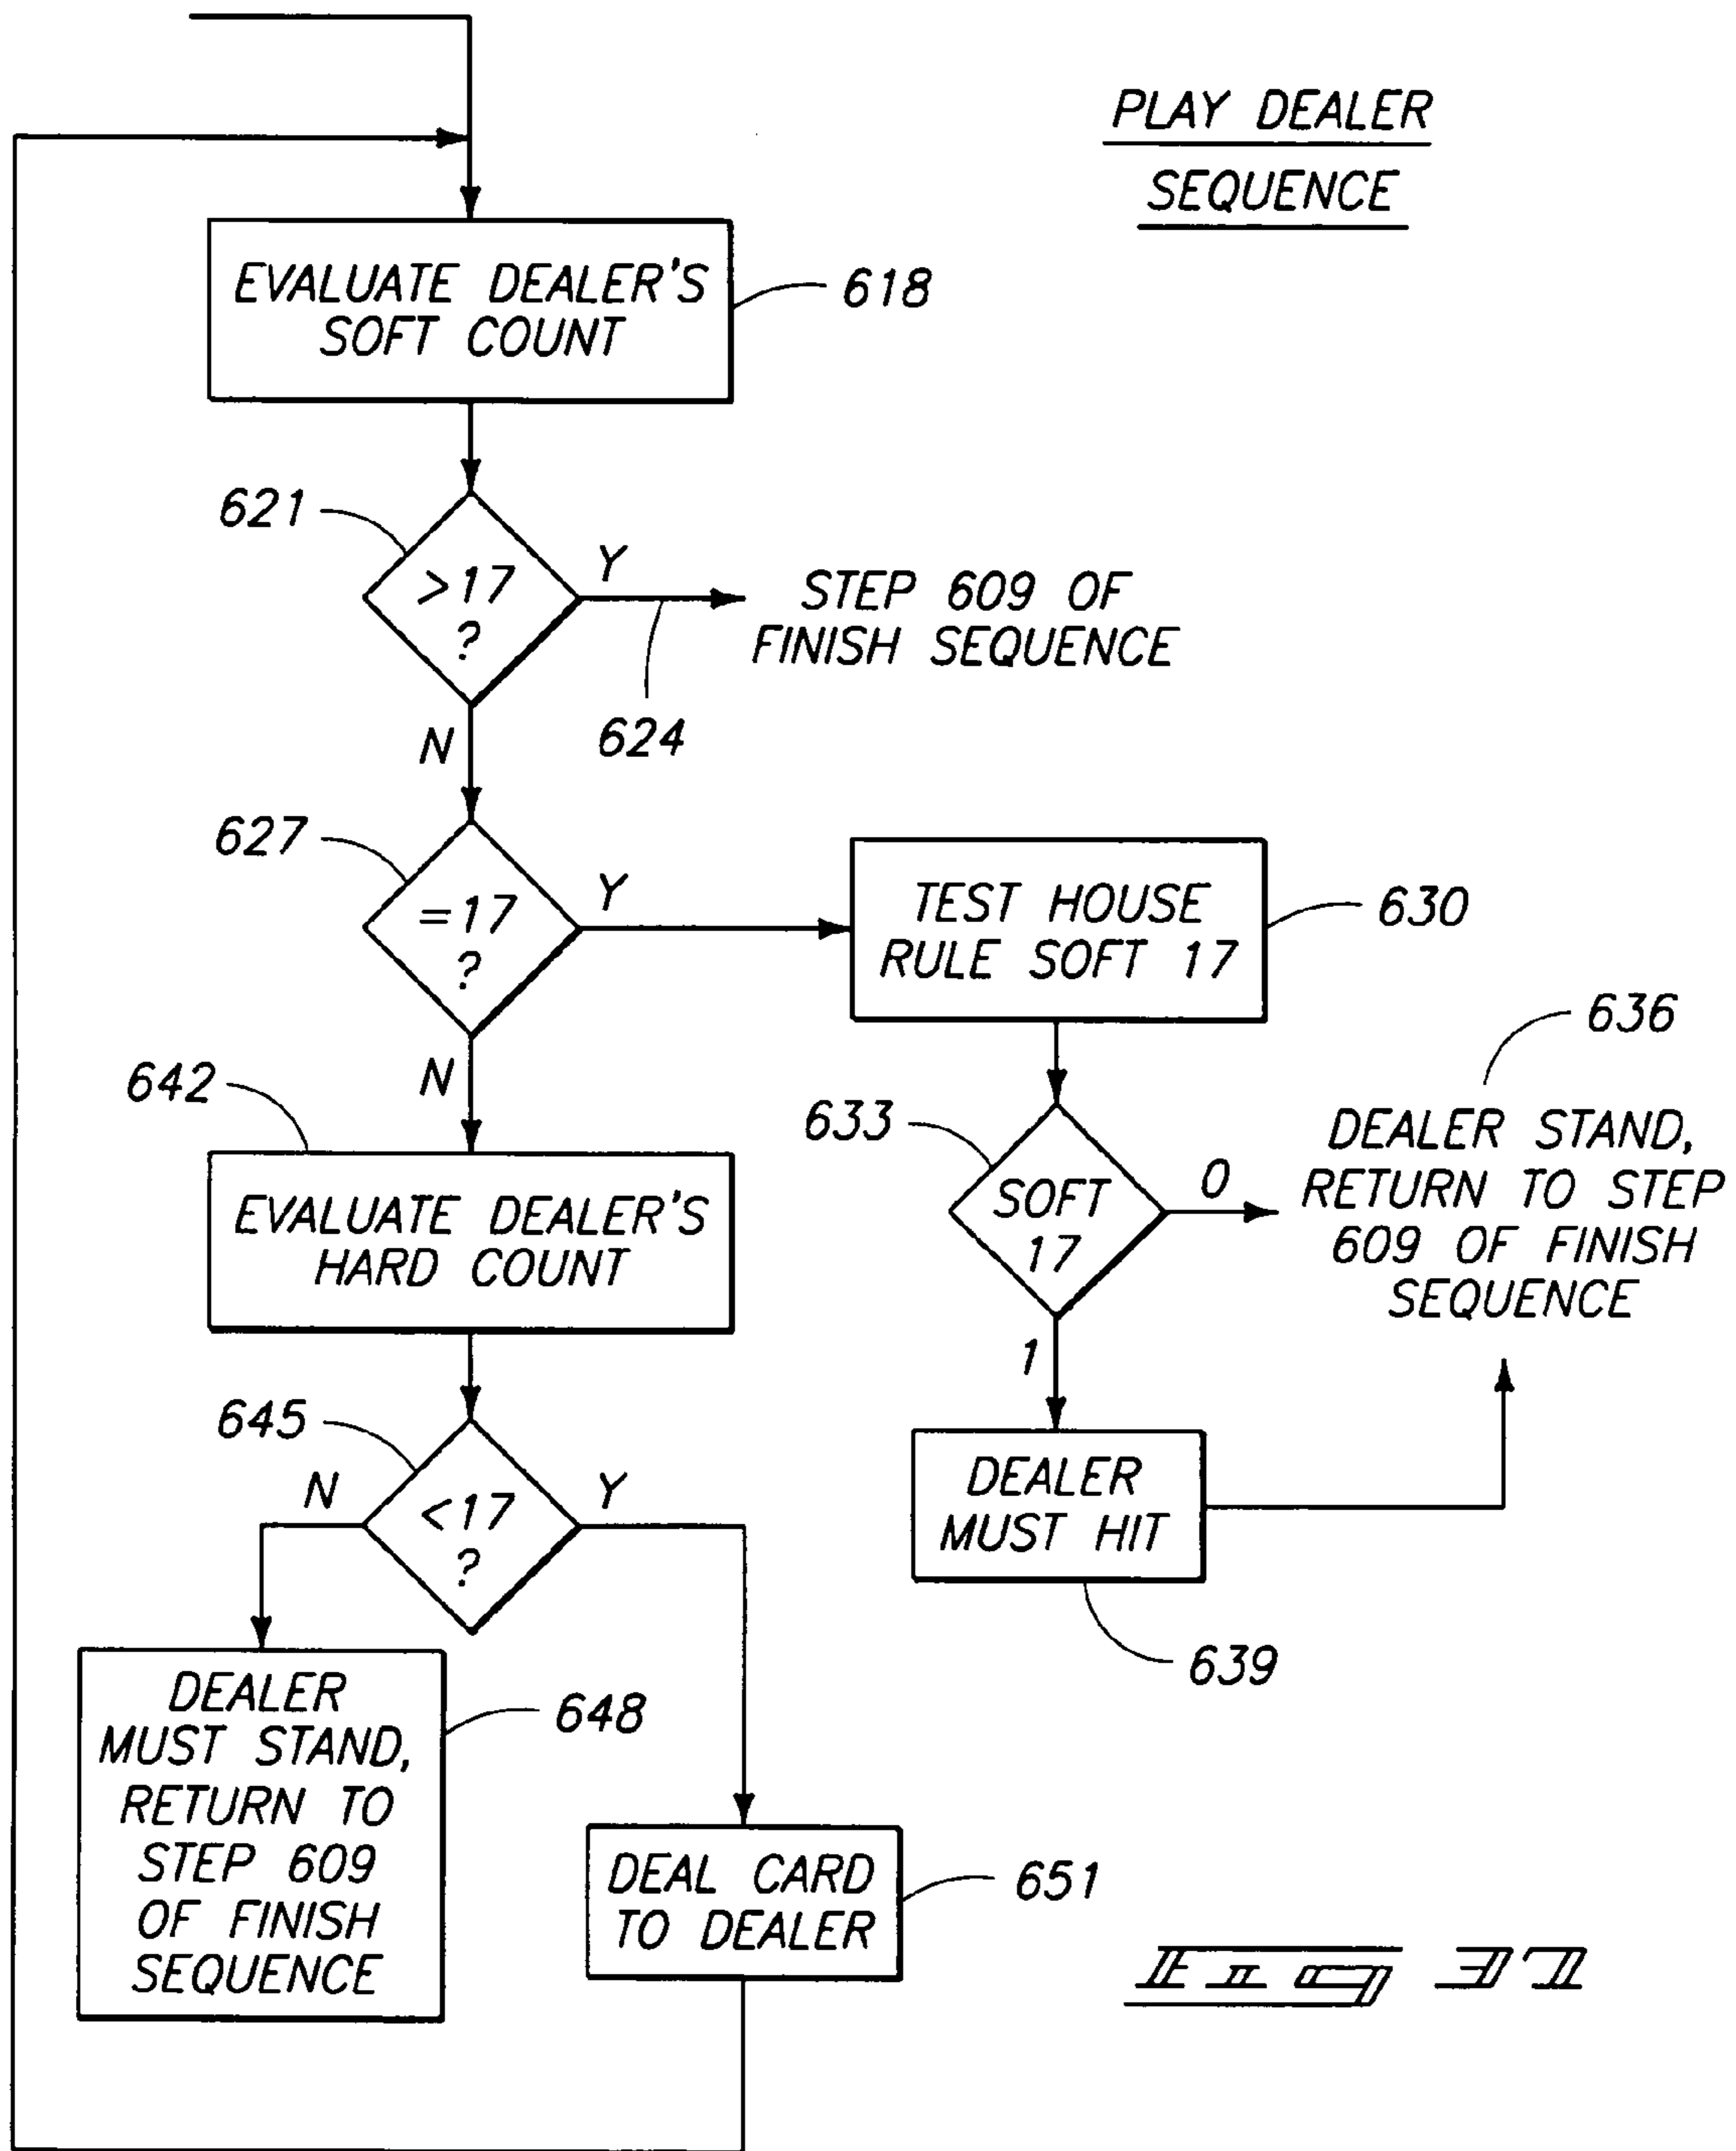 PLAY DEALER
SEQUENCE
EVALUATE DEALER'S
SOFT COUNT
618
621
>17
?
Y
STEP 609 OF
FINISH SEQUENCE
624
N
627
=17
?
Y
TEST HOUSE
RULE SOFT 17
630
N
636
642
EVALUATE DEALER'S
HARD COUNT
633
SOFT
17
0
DEALER STAND,
RETURN TO STEP
609 OF FINISH
SEQUENCE
1
645
<17
?
N
Y
DEALER
MUST HIT
639
DEALER
MUST STAND,
RETURN TO
STEP 609
OF FINISH
SEQUENCE
648
DEAL CARD
TO DEALER
651
Fig 37